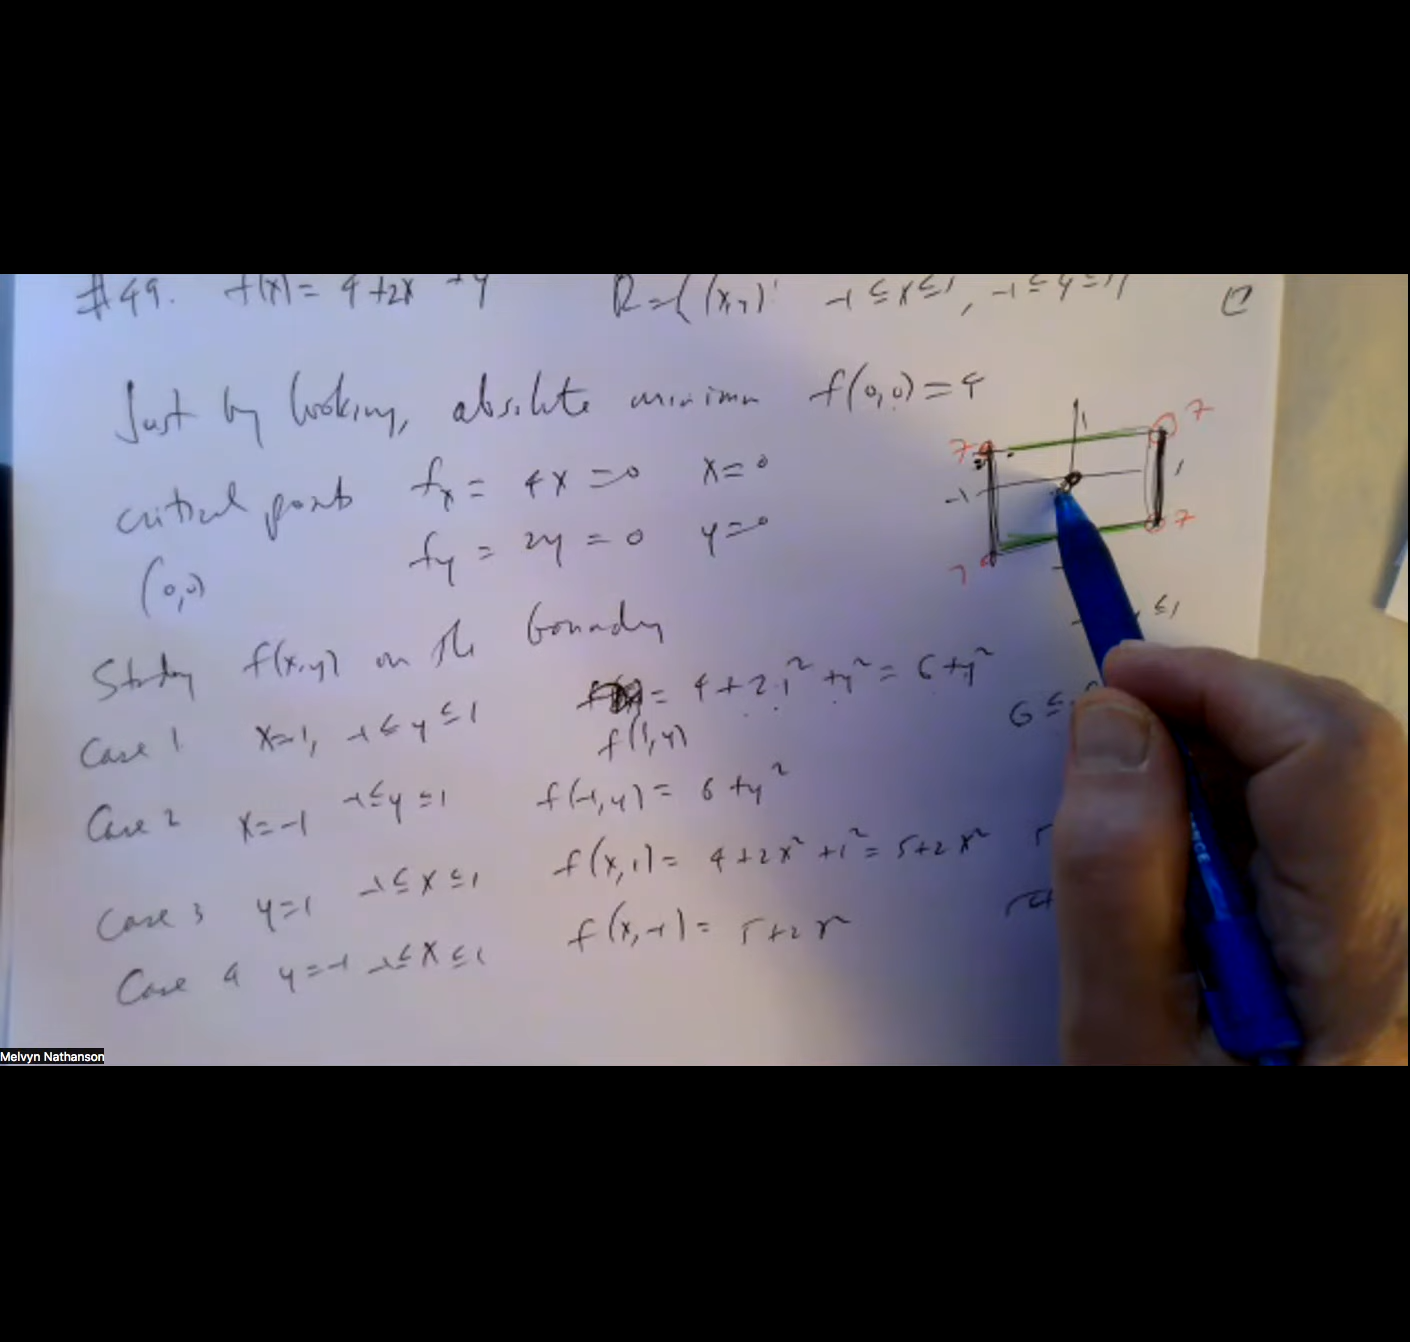 #49. f(x)= 4+2x +y R={(x,y): -1≤x≤1, -1≤y≤1}
Just by looking, absolute minimum f(0,0)=4
critical points fx = 4x=0 x=0
(0,0) fy = 2y=0 y=0
Study f(x,y) on the boundary
Case 1 x=1, -1≤y≤1 = 4+2·1²+y² = 6+y² 6≤
f(1,y)
Case 2 x=-1 -1≤y≤1 f(-1,y)= 6+y²
Case 3 y=1 -1≤x≤1 f(x,1)= 4+2x²+1²=5+2x² 5
Case 4 y=-1 -1≤x≤1 f(x,-1)= 5+2x²
7 7
1
-1 1
7 7
≤1
Melvyn Nathanson